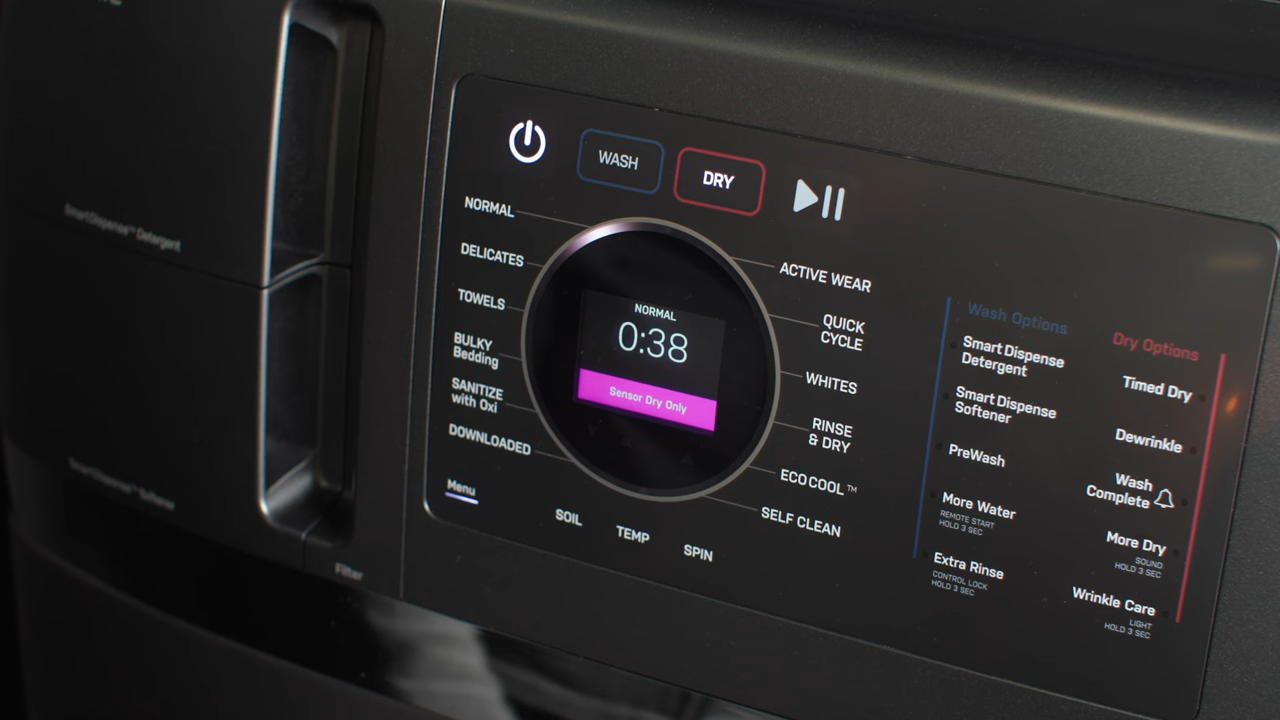 SmartDispense™ Detergent
SmartDispense™ Softener
Filter
WASH
DRY
NORMAL
DELICATES
TOWELS
BULKY
Bedding
SANITIZE
with Oxi
DOWNLOADED
Menu
NORMAL
0:38
Sensor Dry Only
SOIL
TEMP
SPIN
ACTIVE WEAR
QUICK
CYCLE
WHITES
RINSE
& DRY
ECOCOOL™
SELF CLEAN
Wash Options
Smart Dispense
Detergent
Smart Dispense
Softener
PreWash
More Water
REMOTE START
HOLD 3 SEC
Extra Rinse
CONTROL LOCK
HOLD 3 SEC
Dry Options
Timed Dry
Dewrinkle
Wash
Complete
More Dry
SOUND
HOLD 3 SEC
Wrinkle Care
LIGHT
HOLD 3 SEC